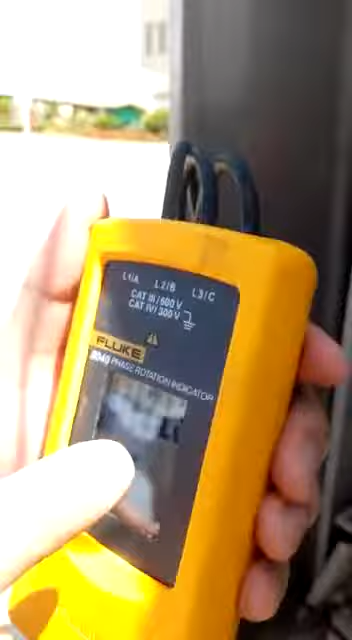 L1/A L2/B L3/C
CAT III/600 V
CAT IV/300 V
FLUKE
9040 PHASE ROTATION INDICATOR